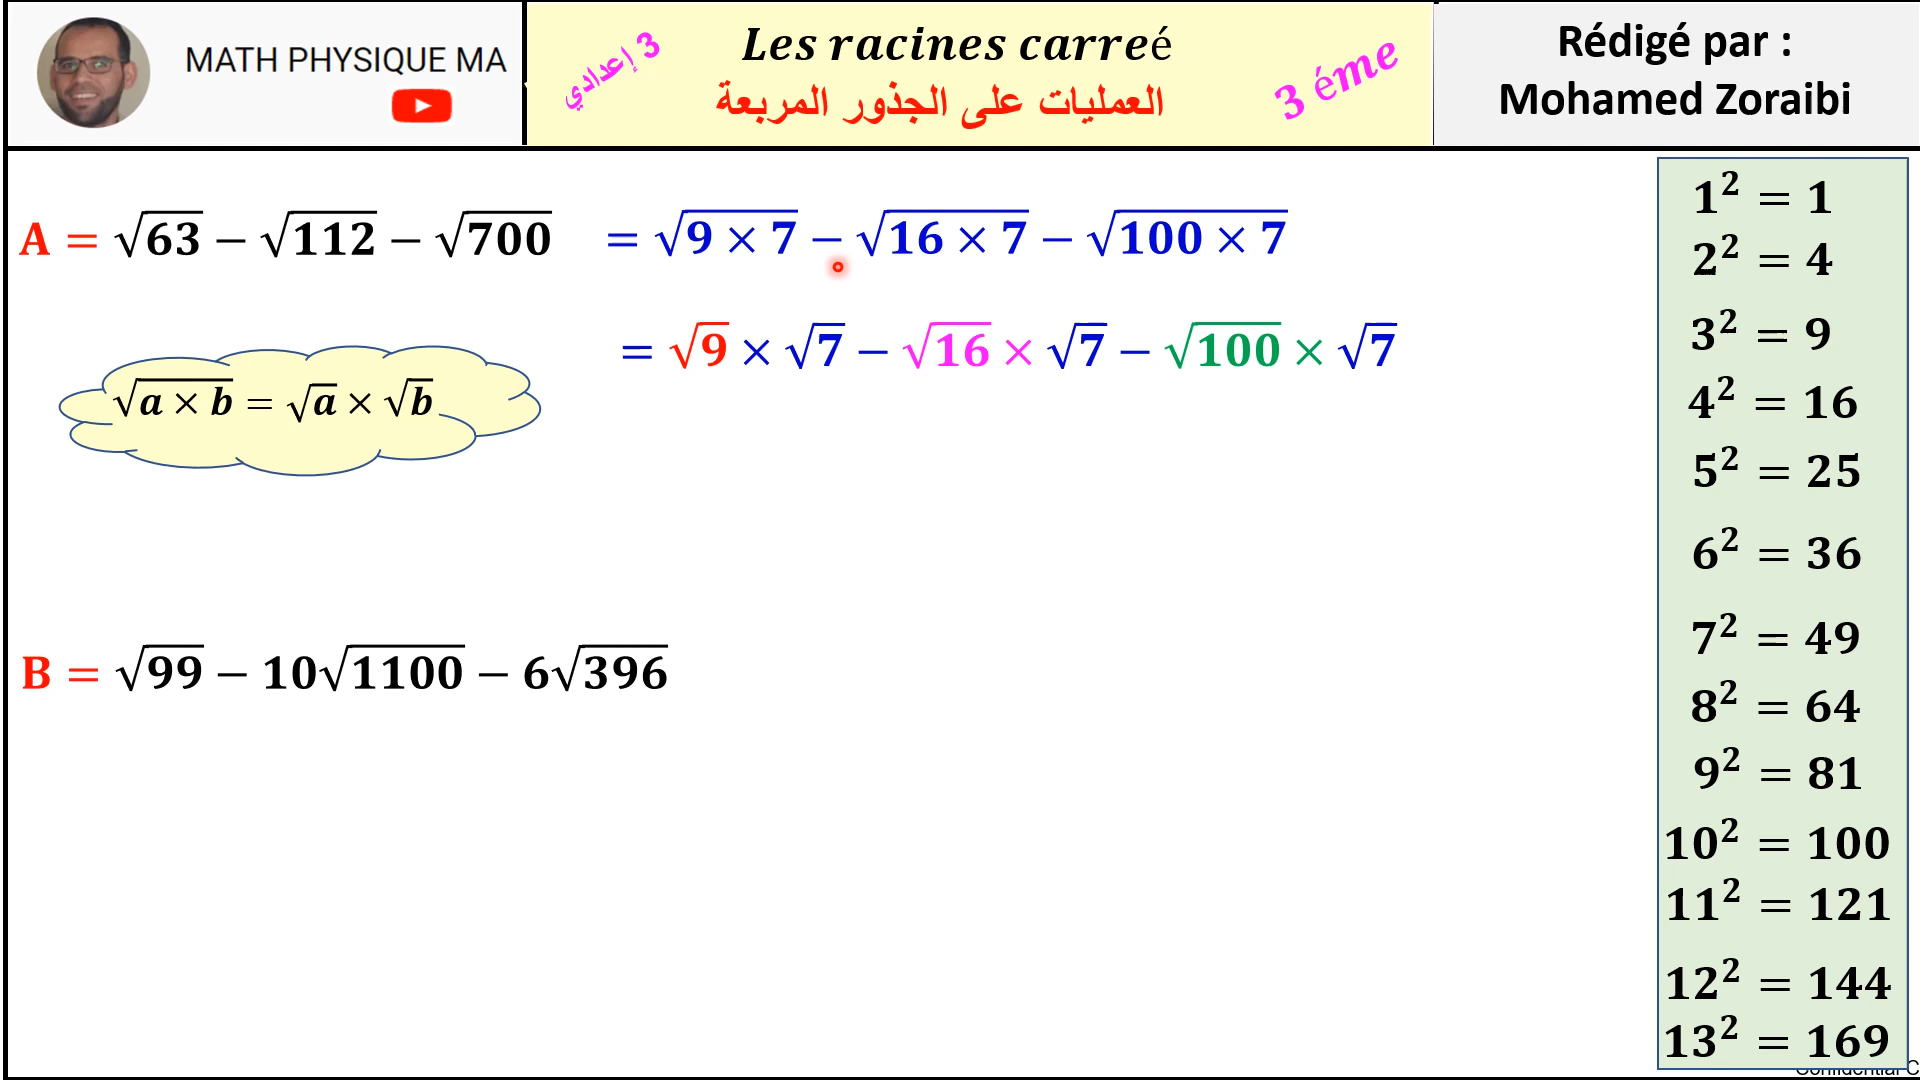 MATH PHYSIQUE MA
3 إعدادي
Les racines carreé
العمليات على الجذور المربعة
3 éme
Rédigé par :
Mohamed Zoraibi
A = √63 − √112 − √700 = √(9 × 7) − √(16 × 7) − √(100 × 7)
= √9 × √7 − √16 × √7 − √100 × √7
√(a × b) = √a × √b
B = √99 − 10√1100 − 6√396
1² = 1
2² = 4
3² = 9
4² = 16
5² = 25
6² = 36
7² = 49
8² = 64
9² = 81
10² = 100
11² = 121
12² = 144
13² = 169